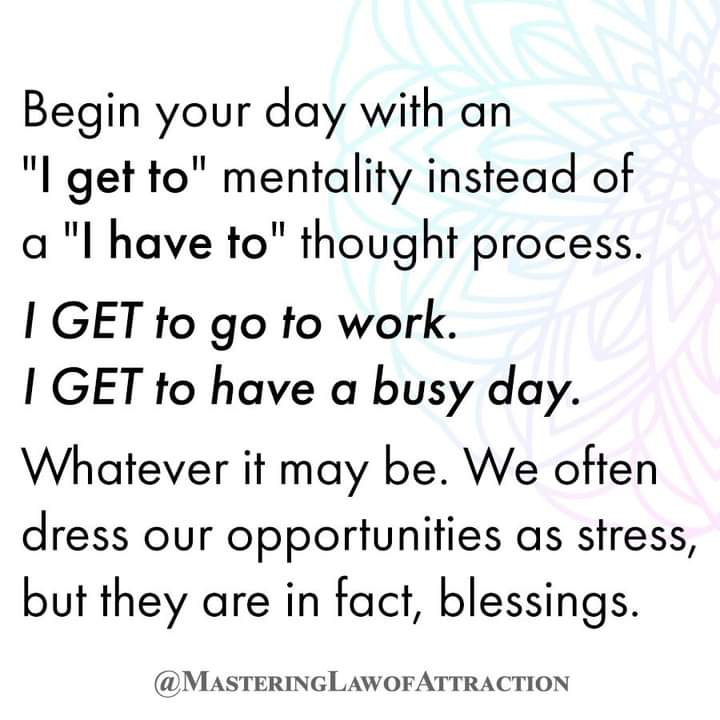 Begin your day with an
"I get to" mentality instead of
a "I have to" thought process.
I GET to go to work.
I GET to have a busy day.
Whatever it may be. We often
dress our opportunities as stress,
but they are in fact, blessings.
@MasteringLawofAttraction